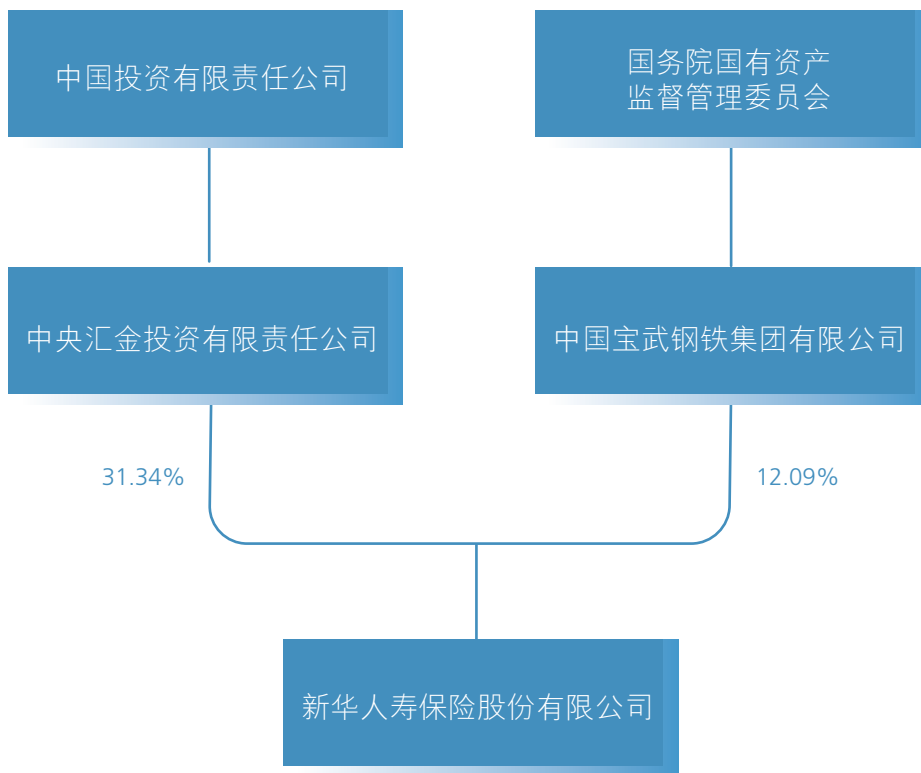 中国投资有限责任公司
国务院国有资产
监督管理委员会
中央汇金投资有限责任公司
中国宝武钢铁集团有限公司
31.34%
12.09%
新华人寿保险股份有限公司